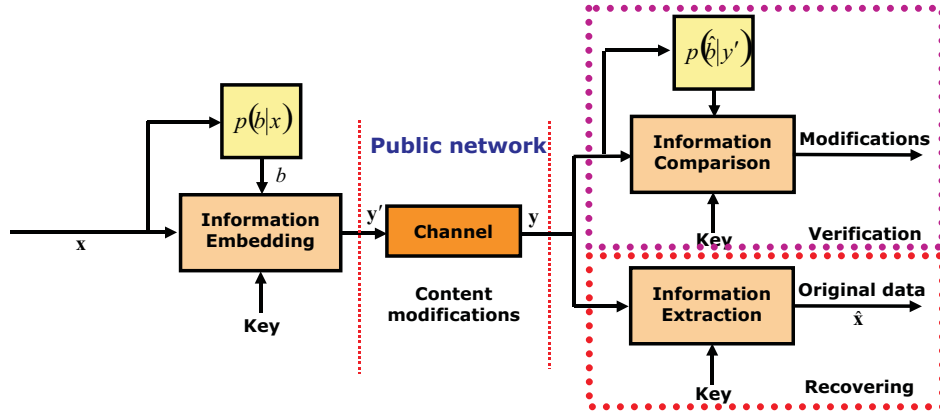 x
p(b|x)
b
Information
Embedding
Key
y′
Public network
Channel
Content
modifications
y
p(b̂|y′)
Information
Comparison
Key
Modifications
Verification
Information
Extraction
Key
Original data
x̂
Recovering